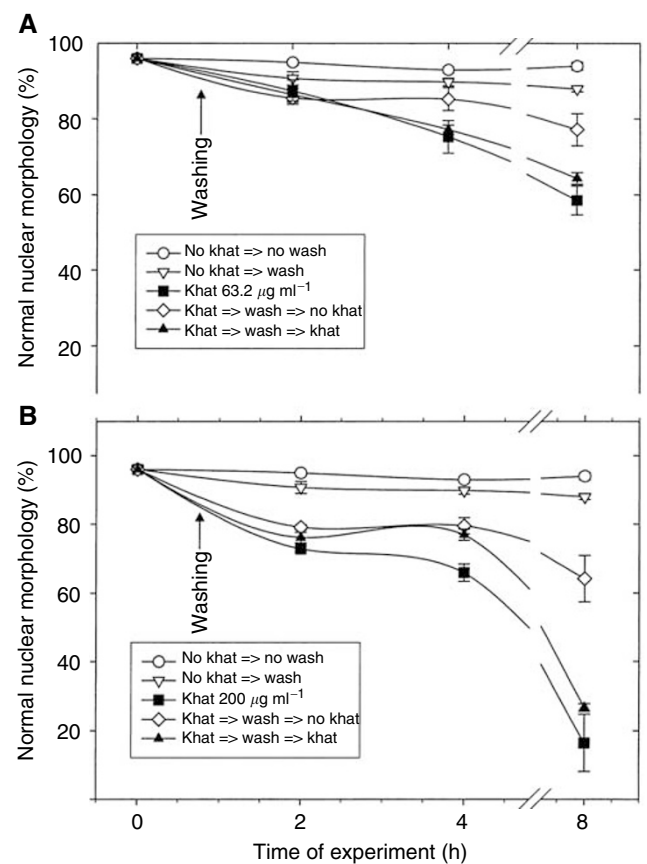 A
Normal nuclear morphology (%)
100
80
60
40
20
Washing
No khat => no wash
No khat => wash
Khat 63.2 μg ml⁻¹
Khat => wash => no khat
Khat => wash => khat
B
Normal nuclear morphology (%)
100
80
60
40
20
Washing
No khat => no wash
No khat => wash
Khat 200 μg ml⁻¹
Khat => wash => no khat
Khat => wash => khat
0 2 4 8
Time of experiment (h)